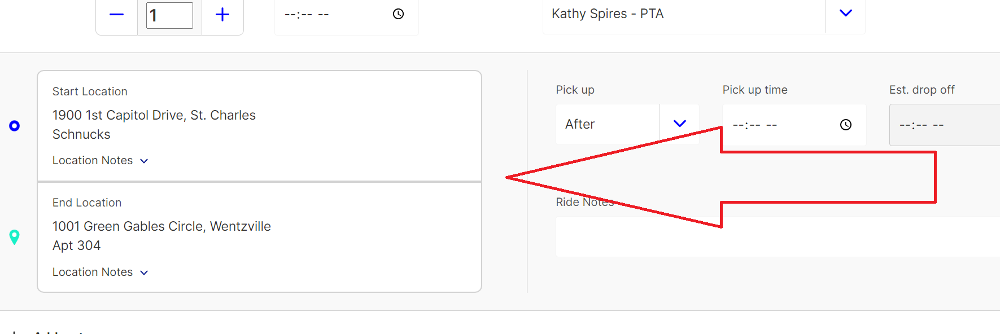 1
--:-- --
Kathy Spires - PTA
Start Location
1900 1st Capitol Drive, St. Charles
Schnucks
Location Notes
End Location
1001 Green Gables Circle, Wentzville
Apt 304
Location Notes
Pick up
Pick up time
Est. drop off
After
--:-- --
--:-- --
Ride Notes